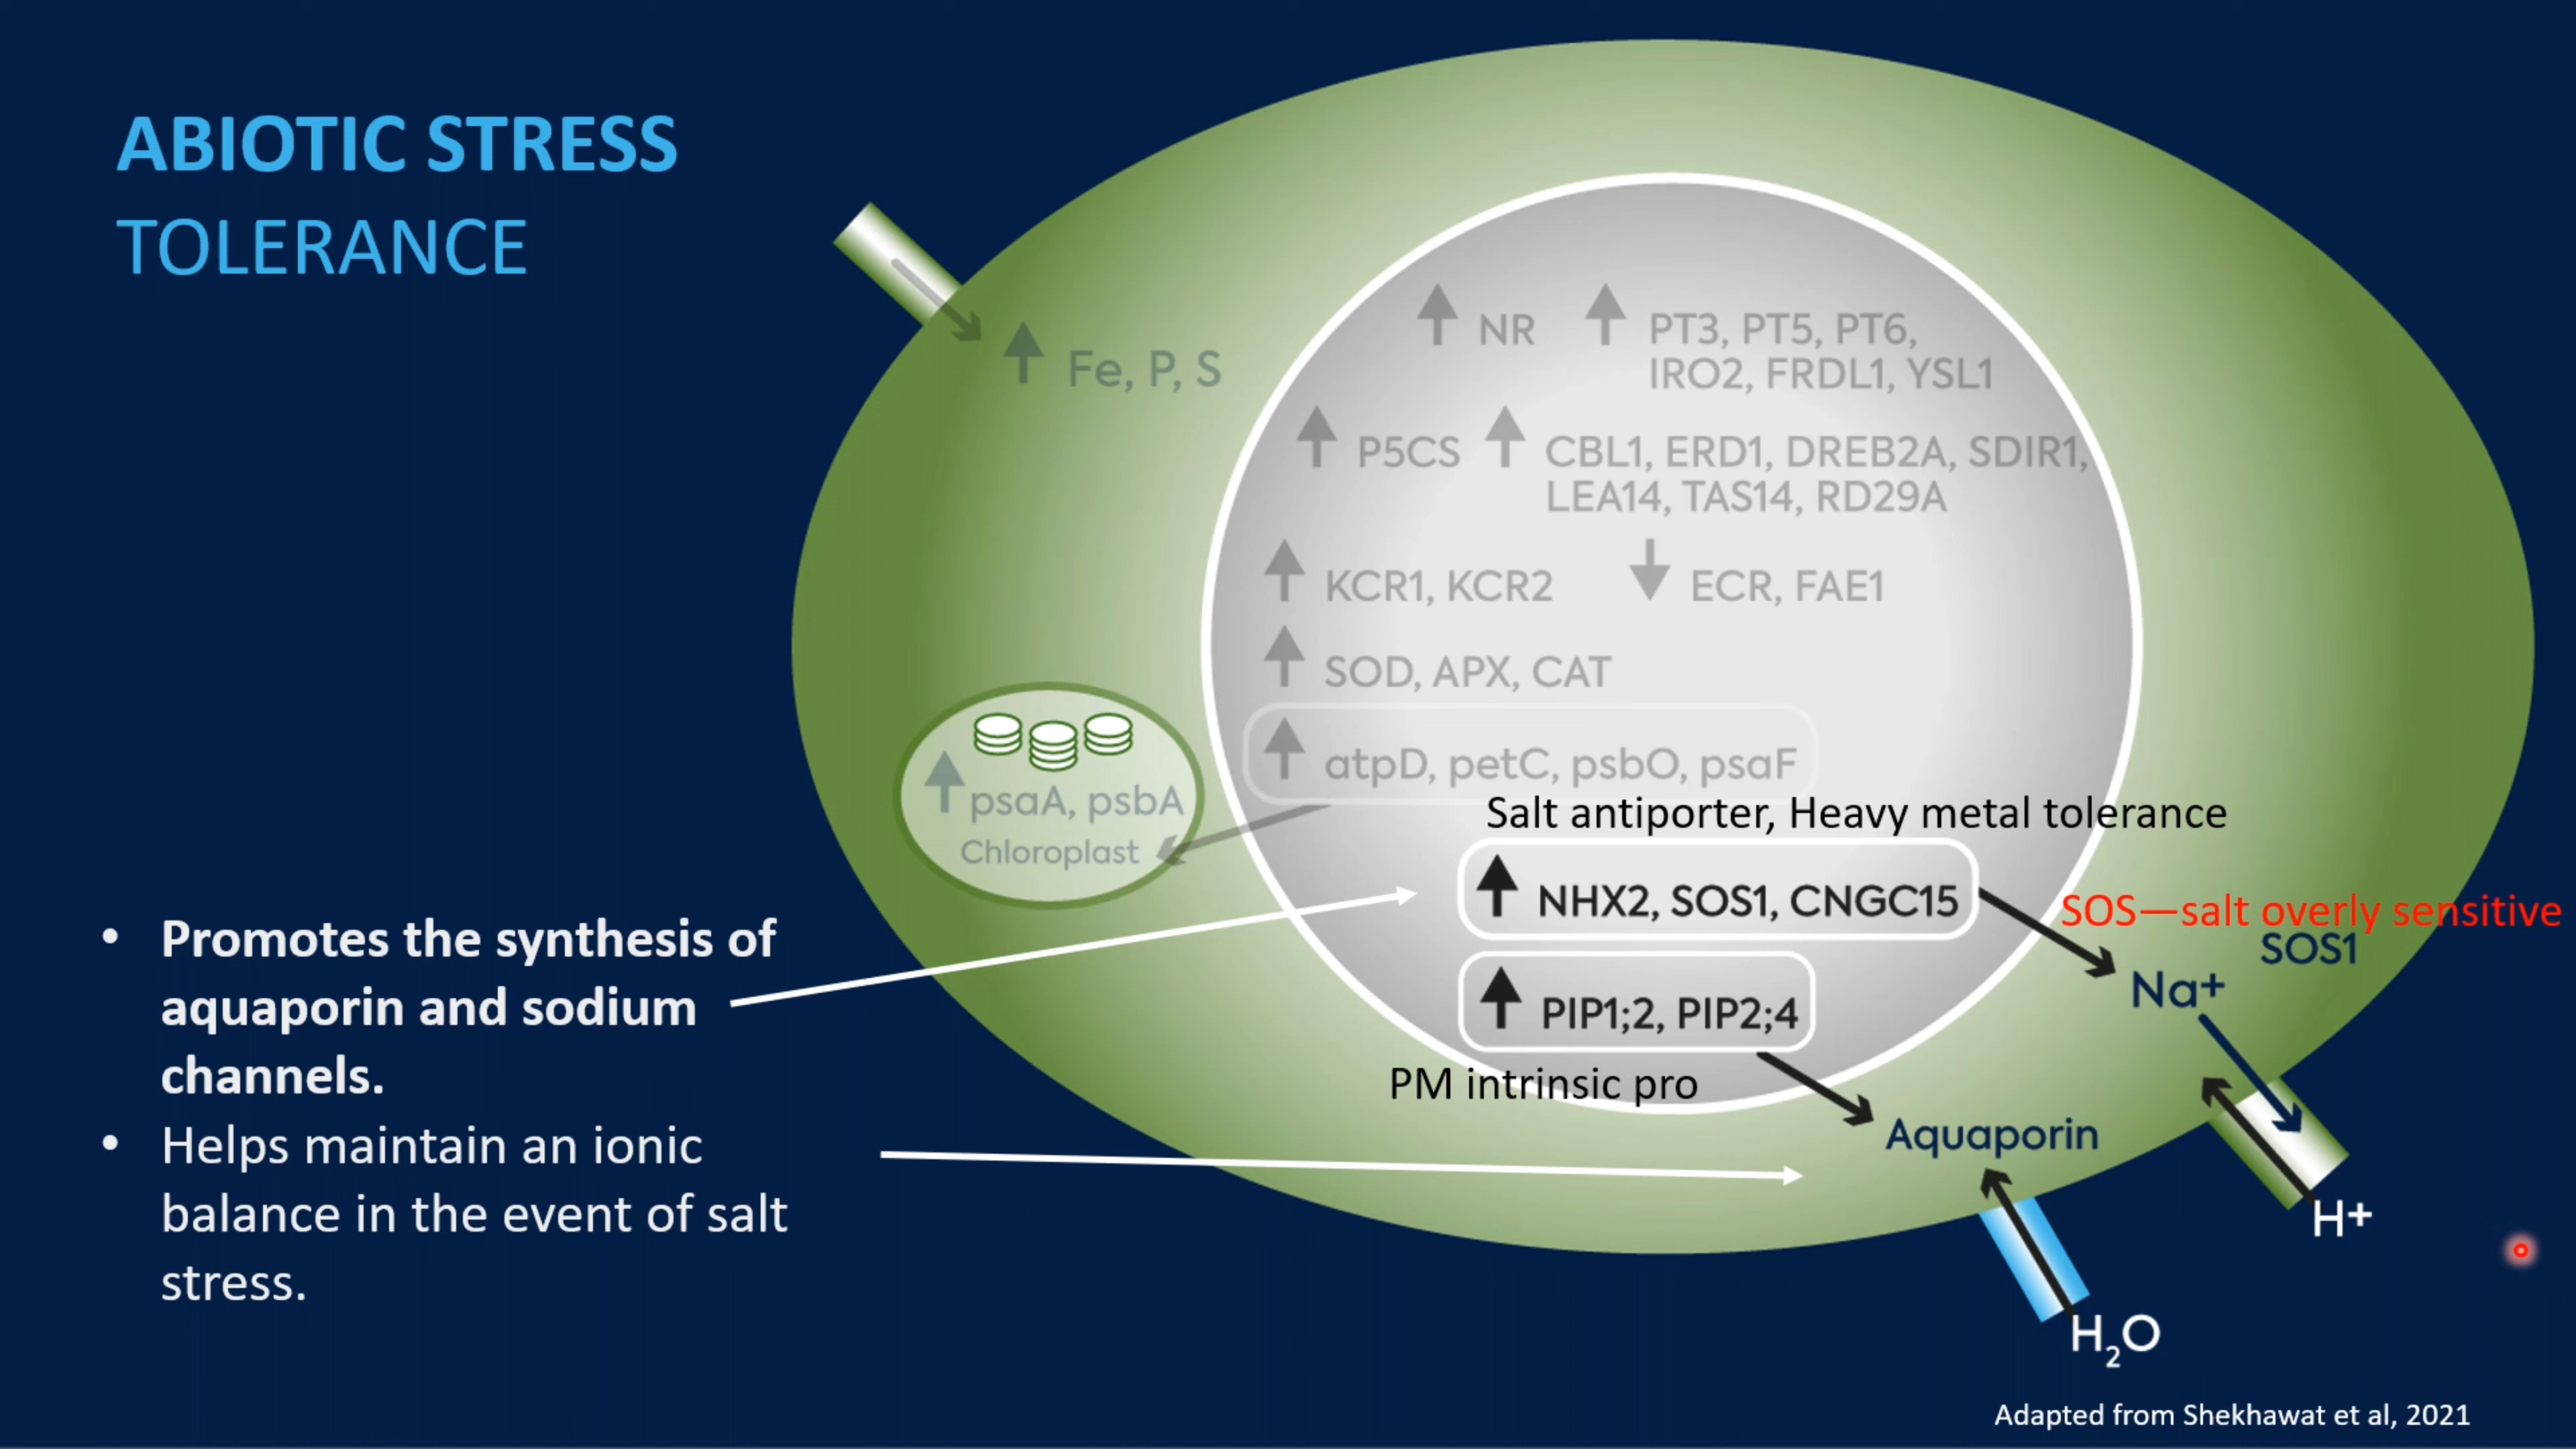 ABIOTIC STRESS
TOLERANCE
Fe, P, S
NR
PT3, PT5, PT6,
IRO2, FRDL1, YSL1
P5CS
CBL1, ERD1, DREB2A, SDIR1,
LEA14, TAS14, RD29A
KCR1, KCR2
ECR, FAE1
SOD, APX, CAT
atpD, petC, psbO, psaF
psaA, psbA
Chloroplast
Salt antiporter, Heavy metal tolerance
NHX2, SOS1, CNGC15
SOS—salt overly sensitive
SOS1
Na+
PIP1;2, PIP2;4
PM intrinsic pro
Aquaporin
H+
H₂O
• Promotes the synthesis of
aquaporin and sodium
channels.
• Helps maintain an ionic
balance in the event of salt
stress.
Adapted from Shekhawat et al, 2021